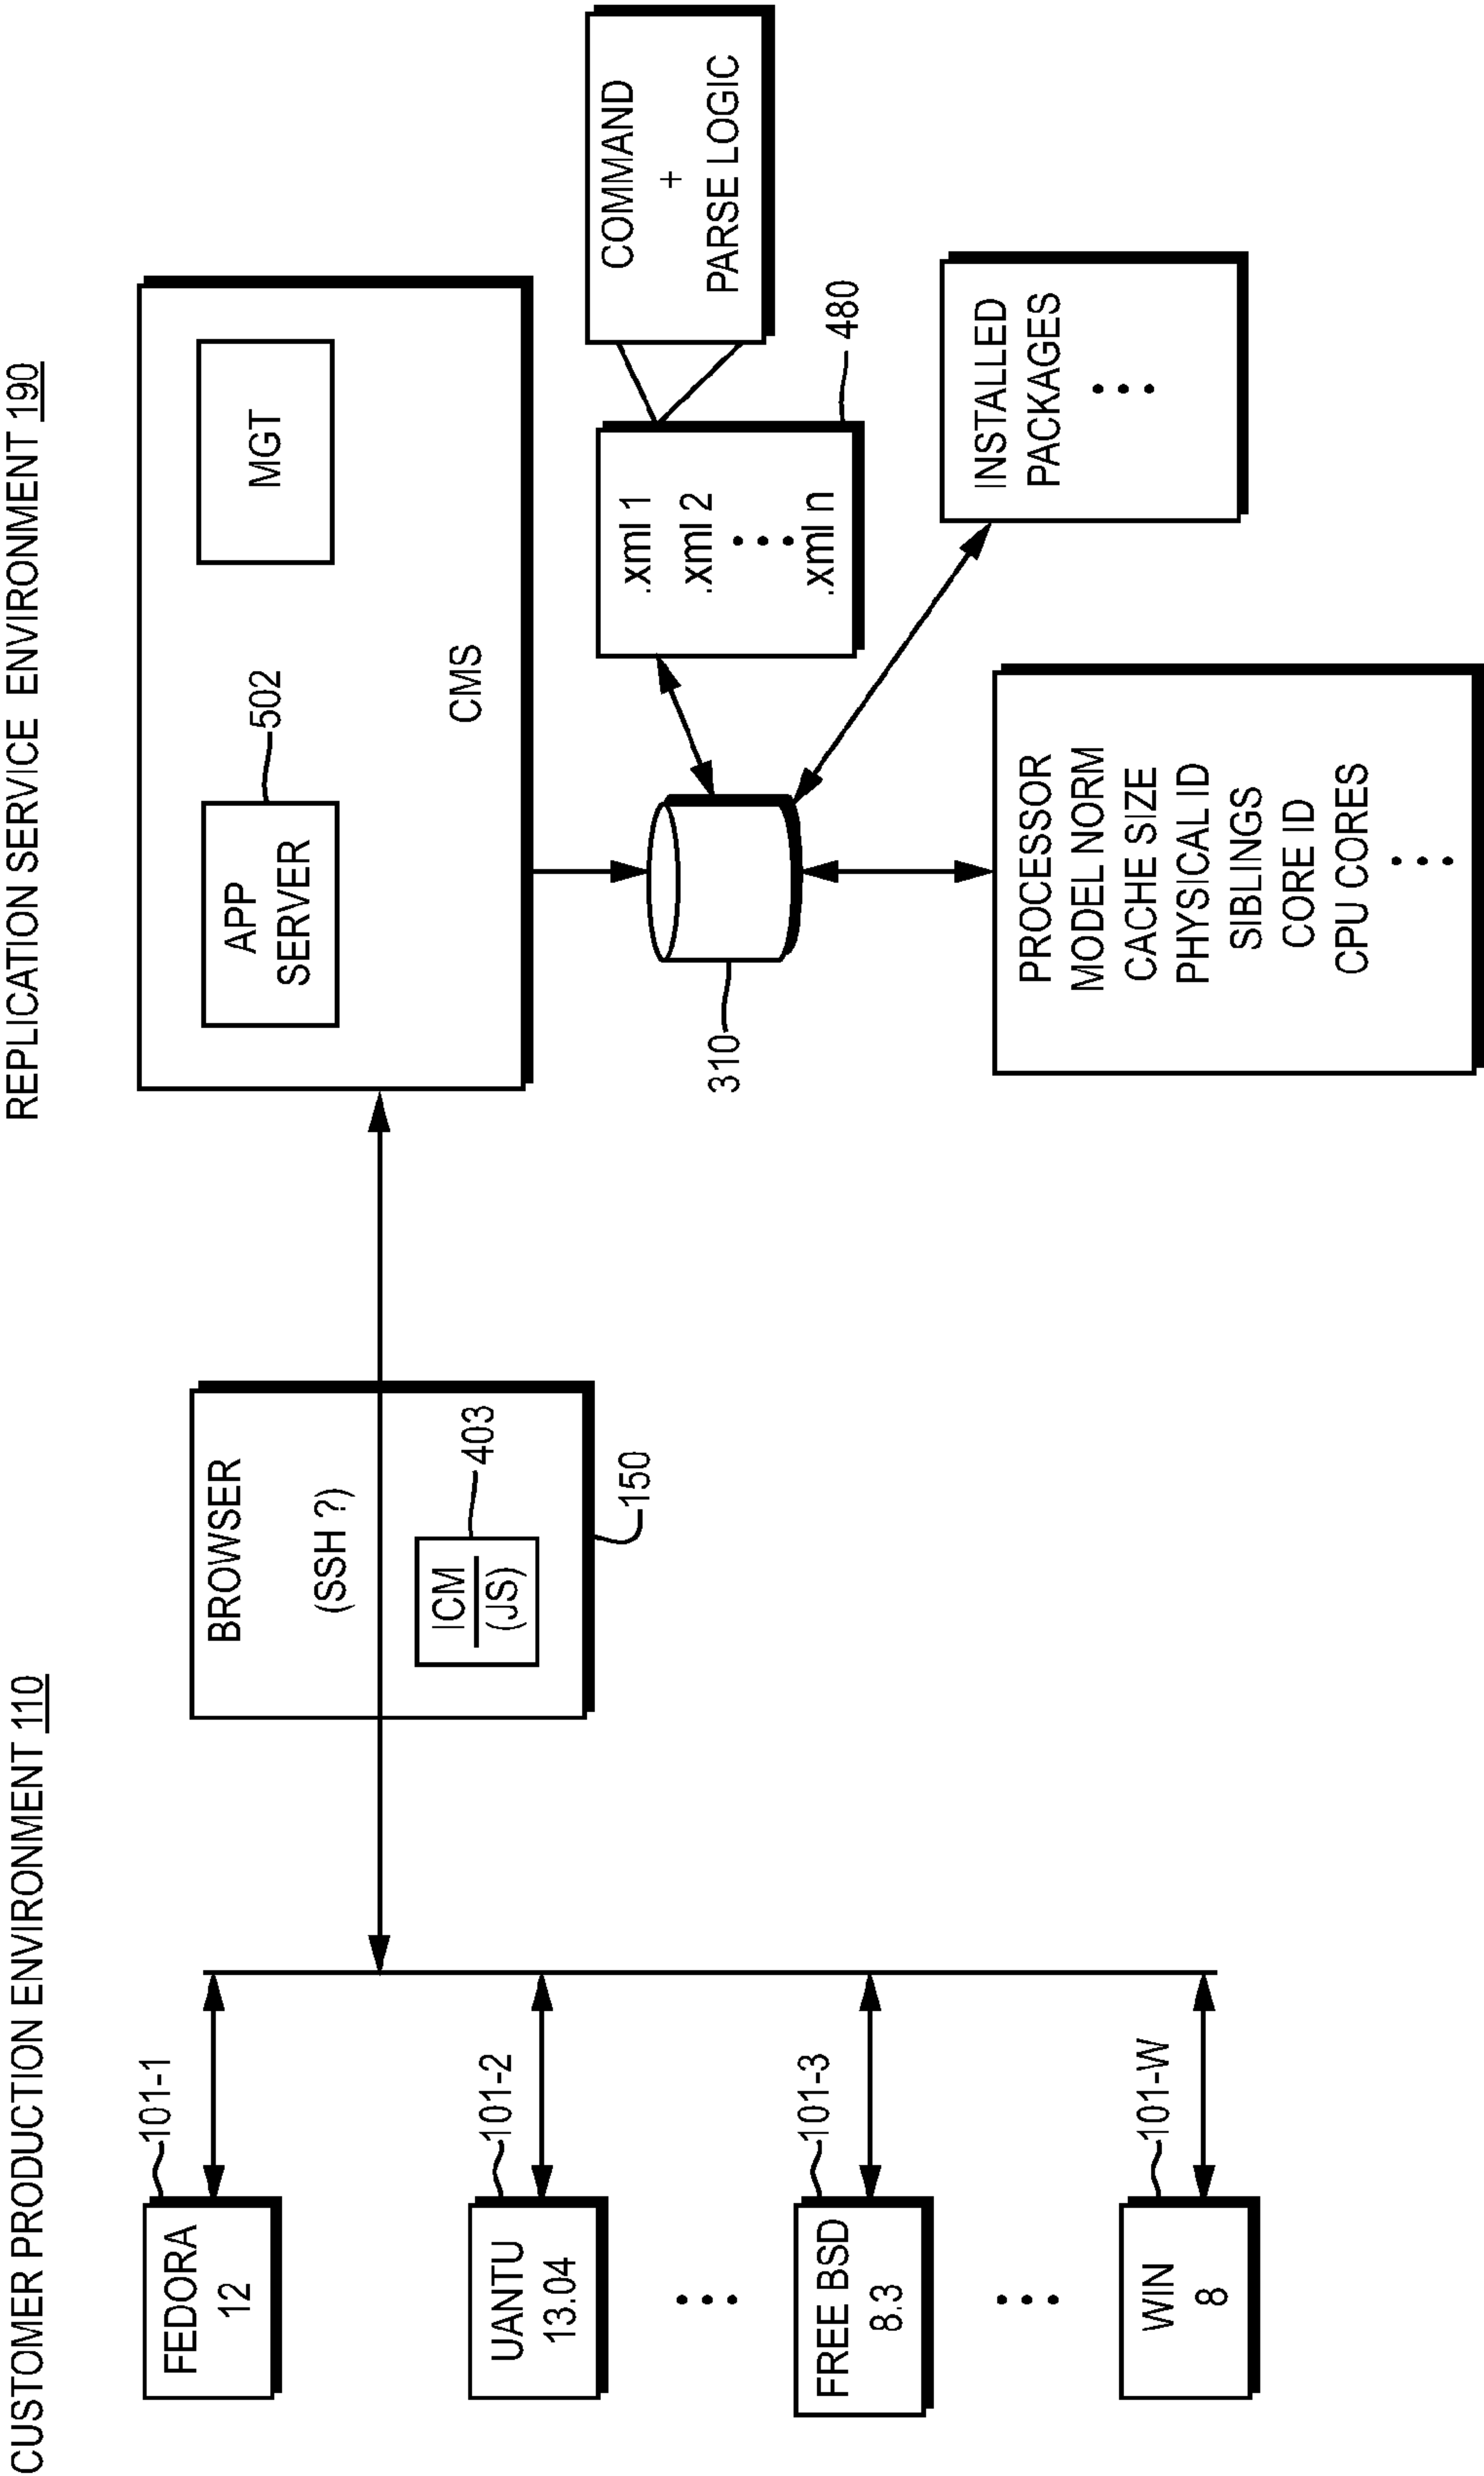 CUSTOMER PRODUCTION ENVIRONMENT 110
REPLICATION SERVICE ENVIRONMENT 190
FEDORA
12
101-1
UANTU
13.04
101-2
FREE BSD
8.3
101-3
WIN
8
101-W
BROWSER
(SSH ?)
ICM
(JS)
403
150
APP
SERVER
502
MGT
CMS
310
.xml 1
.xml 2
.xml n
480
COMMAND
+
PARSE LOGIC
INSTALLED
PACKAGES
PROCESSOR
MODEL NORM
CACHE SIZE
PHYSICAL ID
SIBLINGS
CORE ID
CPU CORES